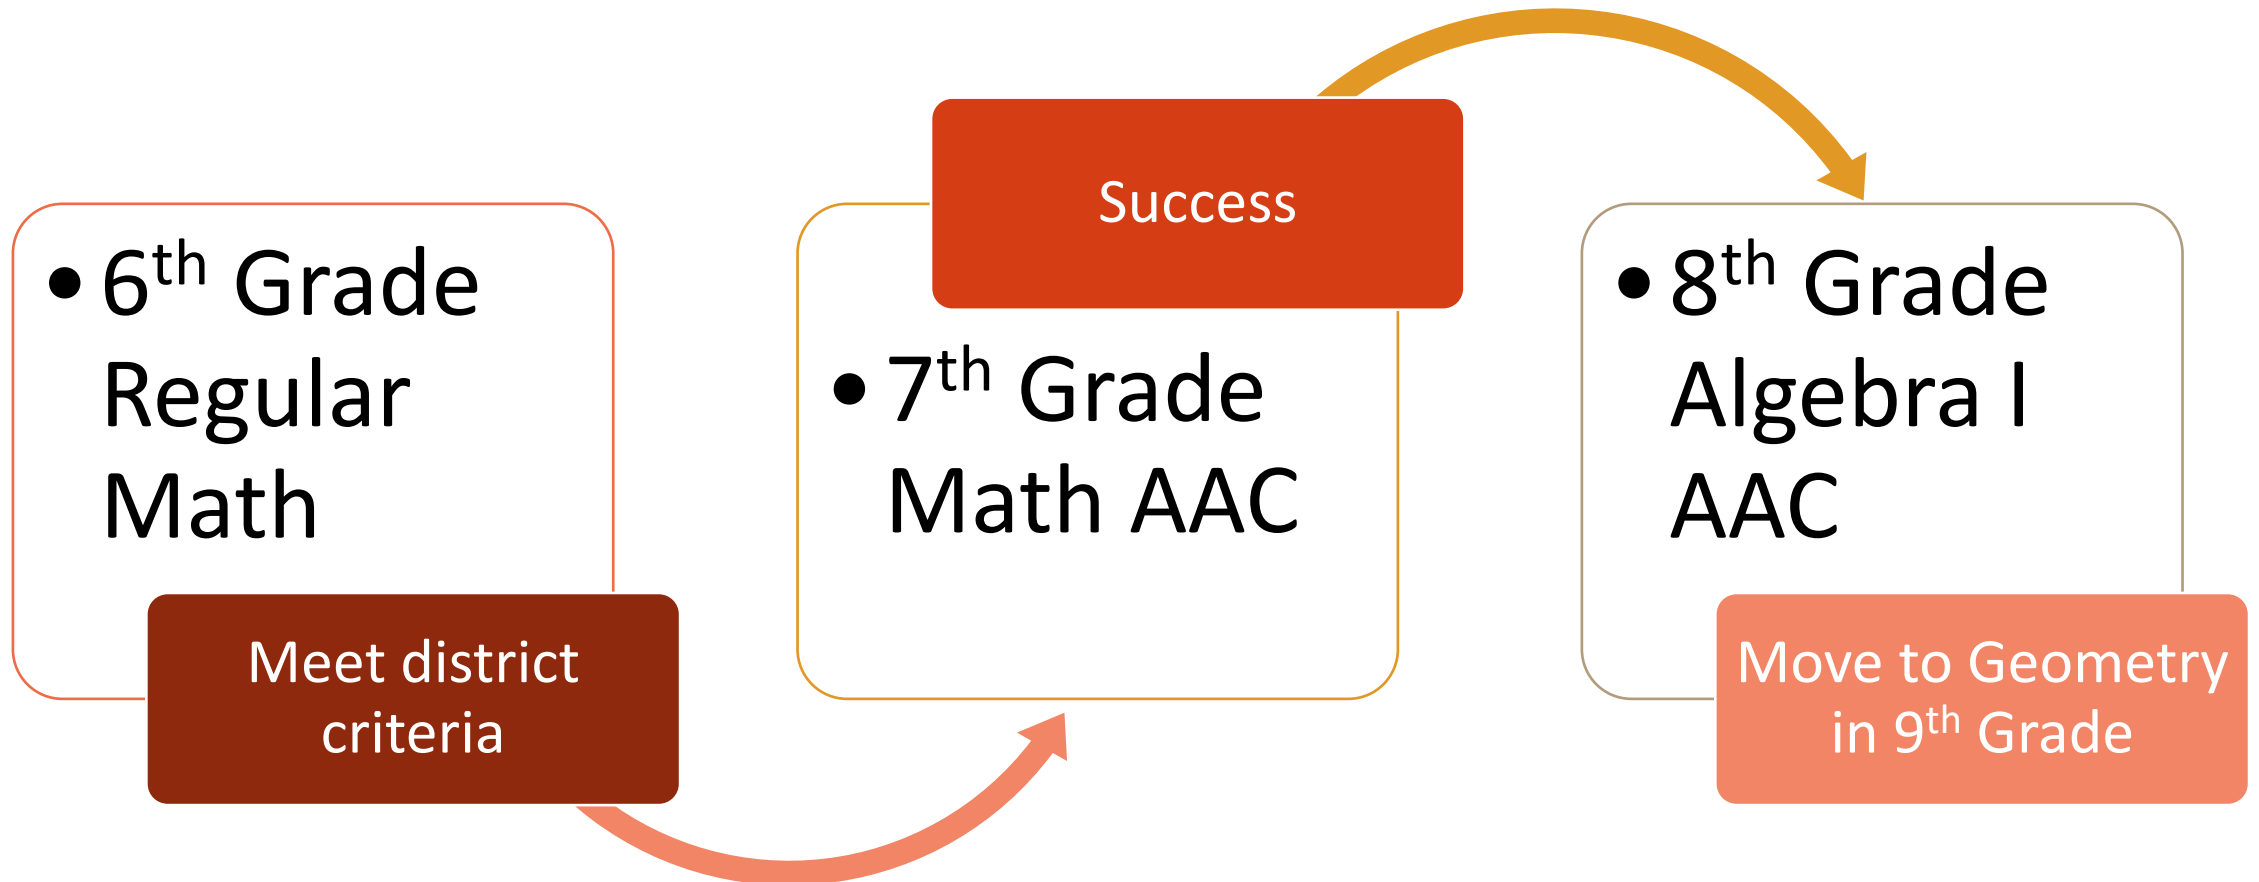 • 6th Grade
Regular
Math
Meet district
criteria
Success
• 7th Grade
Math AAC
• 8th Grade
Algebra I
AAC
Move to Geometry
in 9th Grade